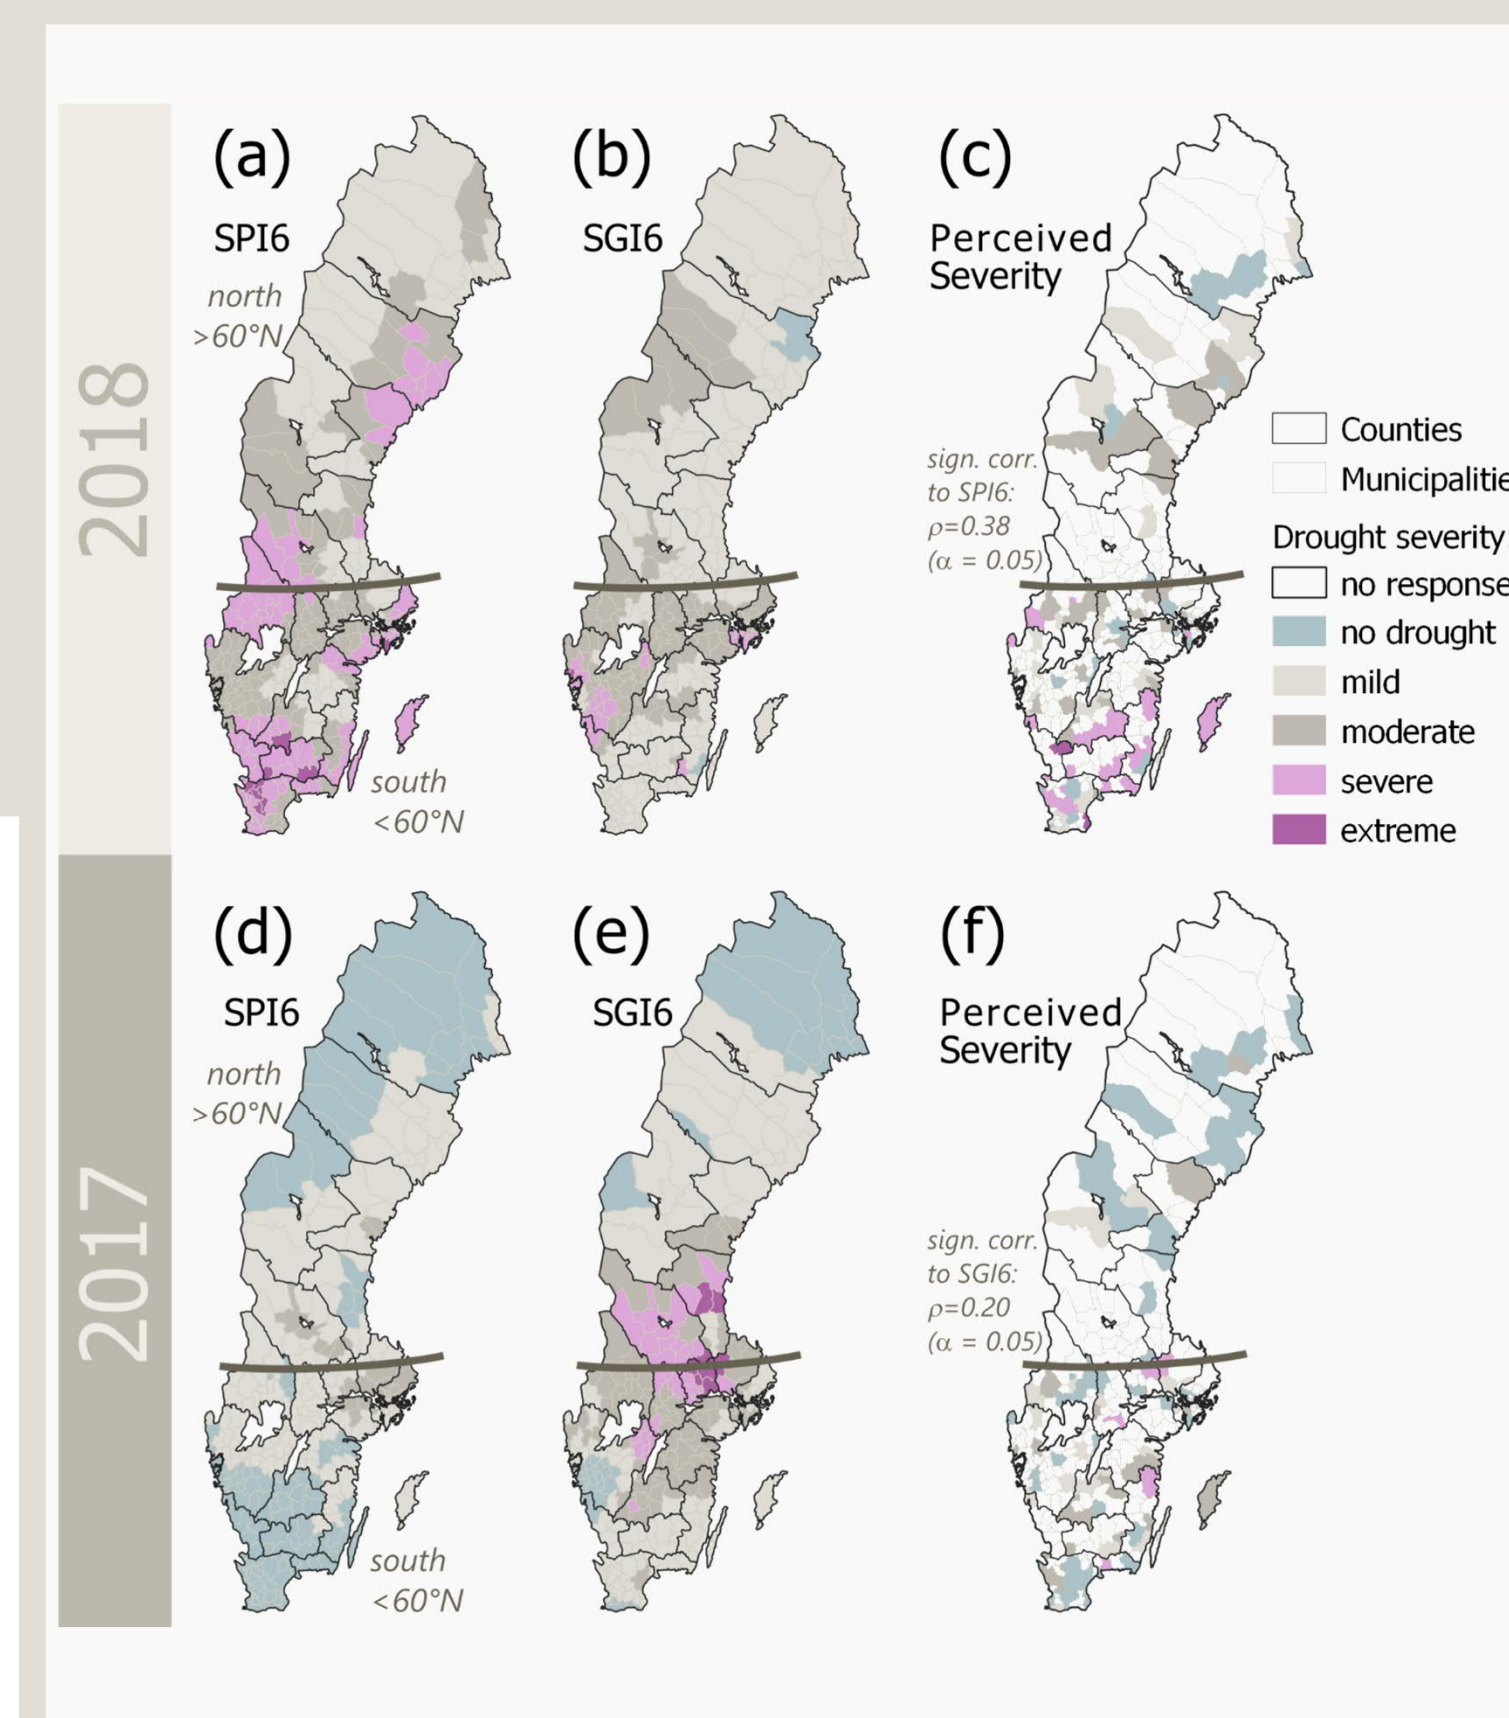 2018
(a)
SPI6
north
>60°N
south
<60°N
(b)
SGI6
(c)
Perceived
Severity
sign. corr.
to SPI6:
ρ=0.38
(α = 0.05)
Counties
Municipalitie
Drought severity
no response
no drought
mild
moderate
severe
extreme
2017
(d)
SPI6
north
>60°N
south
<60°N
(e)
SGI6
(f)
Perceived
Severity
sign. corr.
to SGI6:
ρ=0.20
(α = 0.05)